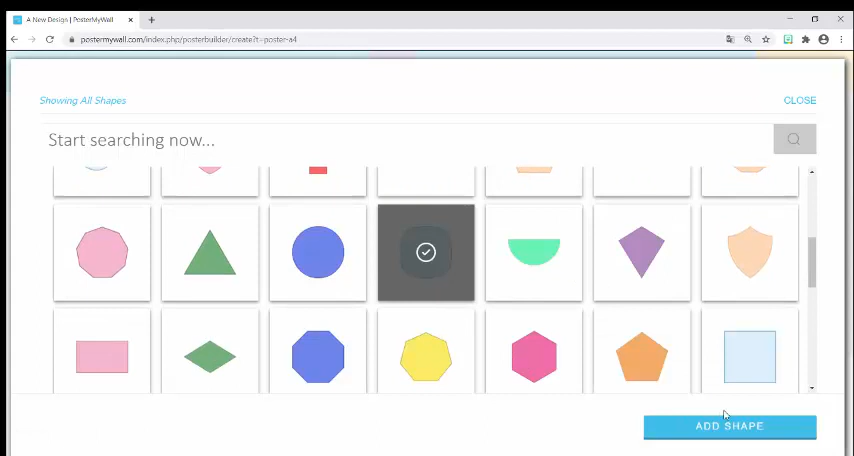 A New Design | PosterMyWall
postermywall.com/index.php/posterbuilder/create?t=poster-a4
Showing All Shapes
CLOSE
Start searching now...
ADD SHAPE